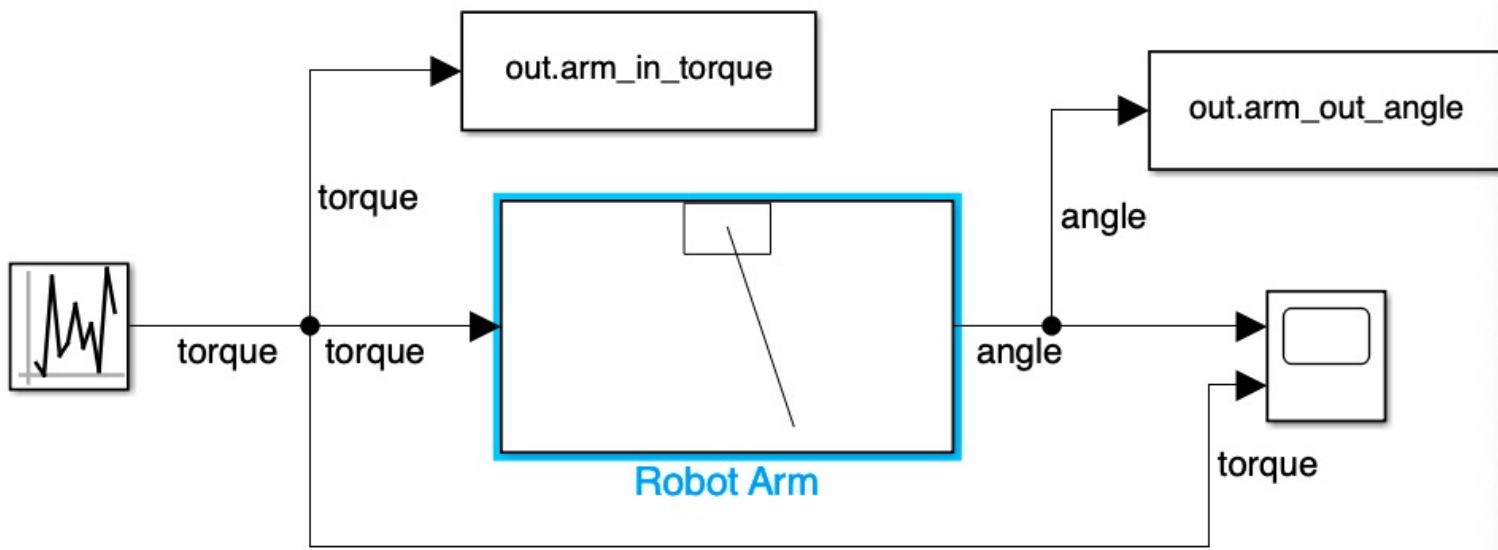 out.arm_in_torque
out.arm_out_angle
torque
angle
torque
torque
angle
torque
Robot Arm